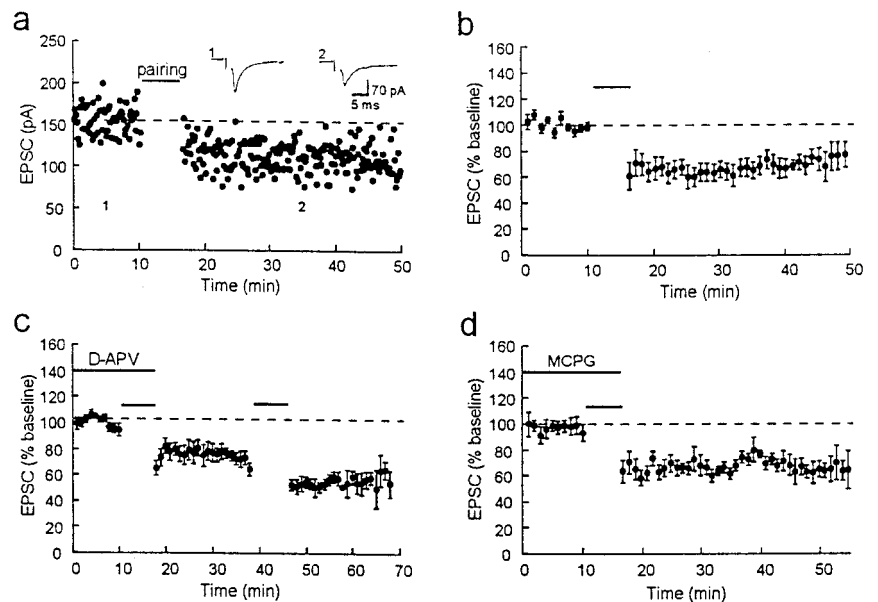 a
pairing
1
2
70 pA
5 ms
EPSC (pA)
250
200
150
100
50
0
1
2
0 10 20 30 40 50
Time (min)
b
EPSC (% baseline)
160
140
120
100
80
60
40
20
0
0 10 20 30 40 50
Time (min)
c
D-APV
EPSC (% baseline)
160
140
120
100
80
60
40
20
0
0 10 20 30 40 50 60 70
Time (min)
d
MCPG
EPSC (% baseline)
160
140
120
100
80
60
40
20
0
0 10 20 30 40 50
Time (min)